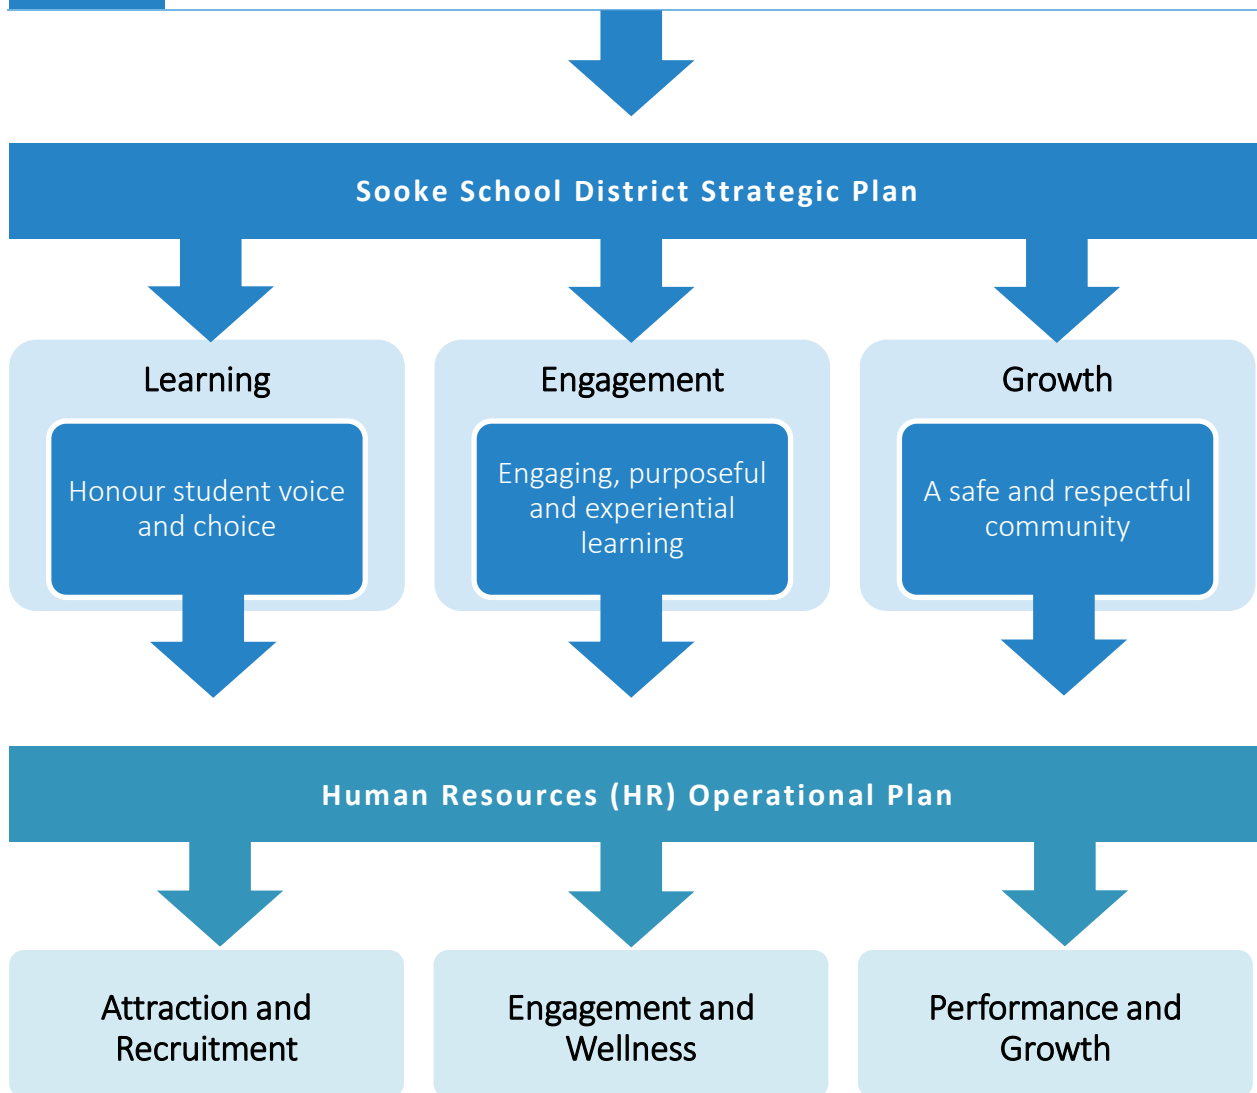 Sooke School District Strategic Plan
Learning
Honour student voice
and choice
Engagement
Engaging, purposeful
and experiential
learning
Growth
A safe and respectful
community
Human Resources (HR) Operational Plan
Attraction and
Recruitment
Engagement and
Wellness
Performance and
Growth